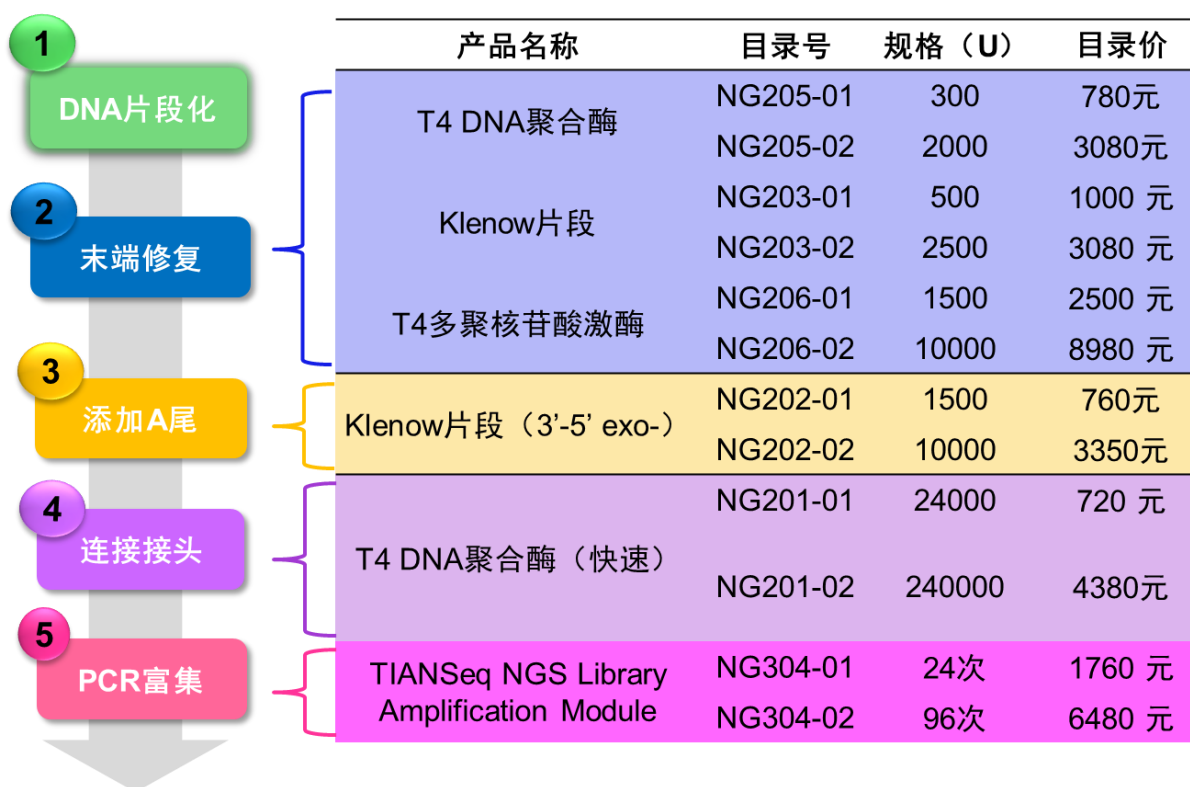 1
DNA片段化
2
末端修复
3
添加A尾
4
连接接头
5
PCR富集
产品名称 目录号 规格（U） 目录价
T4 DNA聚合酶
NG205-01 300 780元
NG205-02 2000 3080元
Klenow片段
NG203-01 500 1000 元
NG203-02 2500 3080 元
T4多聚核苷酸激酶
NG206-01 1500 2500 元
NG206-02 10000 8980 元
Klenow片段（3’-5’ exo-）
NG202-01 1500 760元
NG202-02 10000 3350元
T4 DNA聚合酶（快速）
NG201-01 24000 720 元
NG201-02 240000 4380元
TIANSeq NGS Library
Amplification Module
NG304-01 24次 1760 元
NG304-02 96次 6480 元